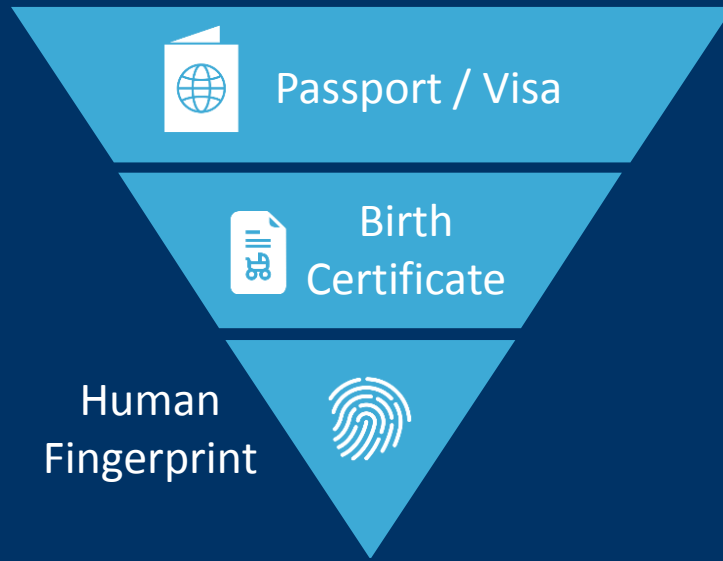 Passport / Visa
Birth
Certificate
Human
Fingerprint